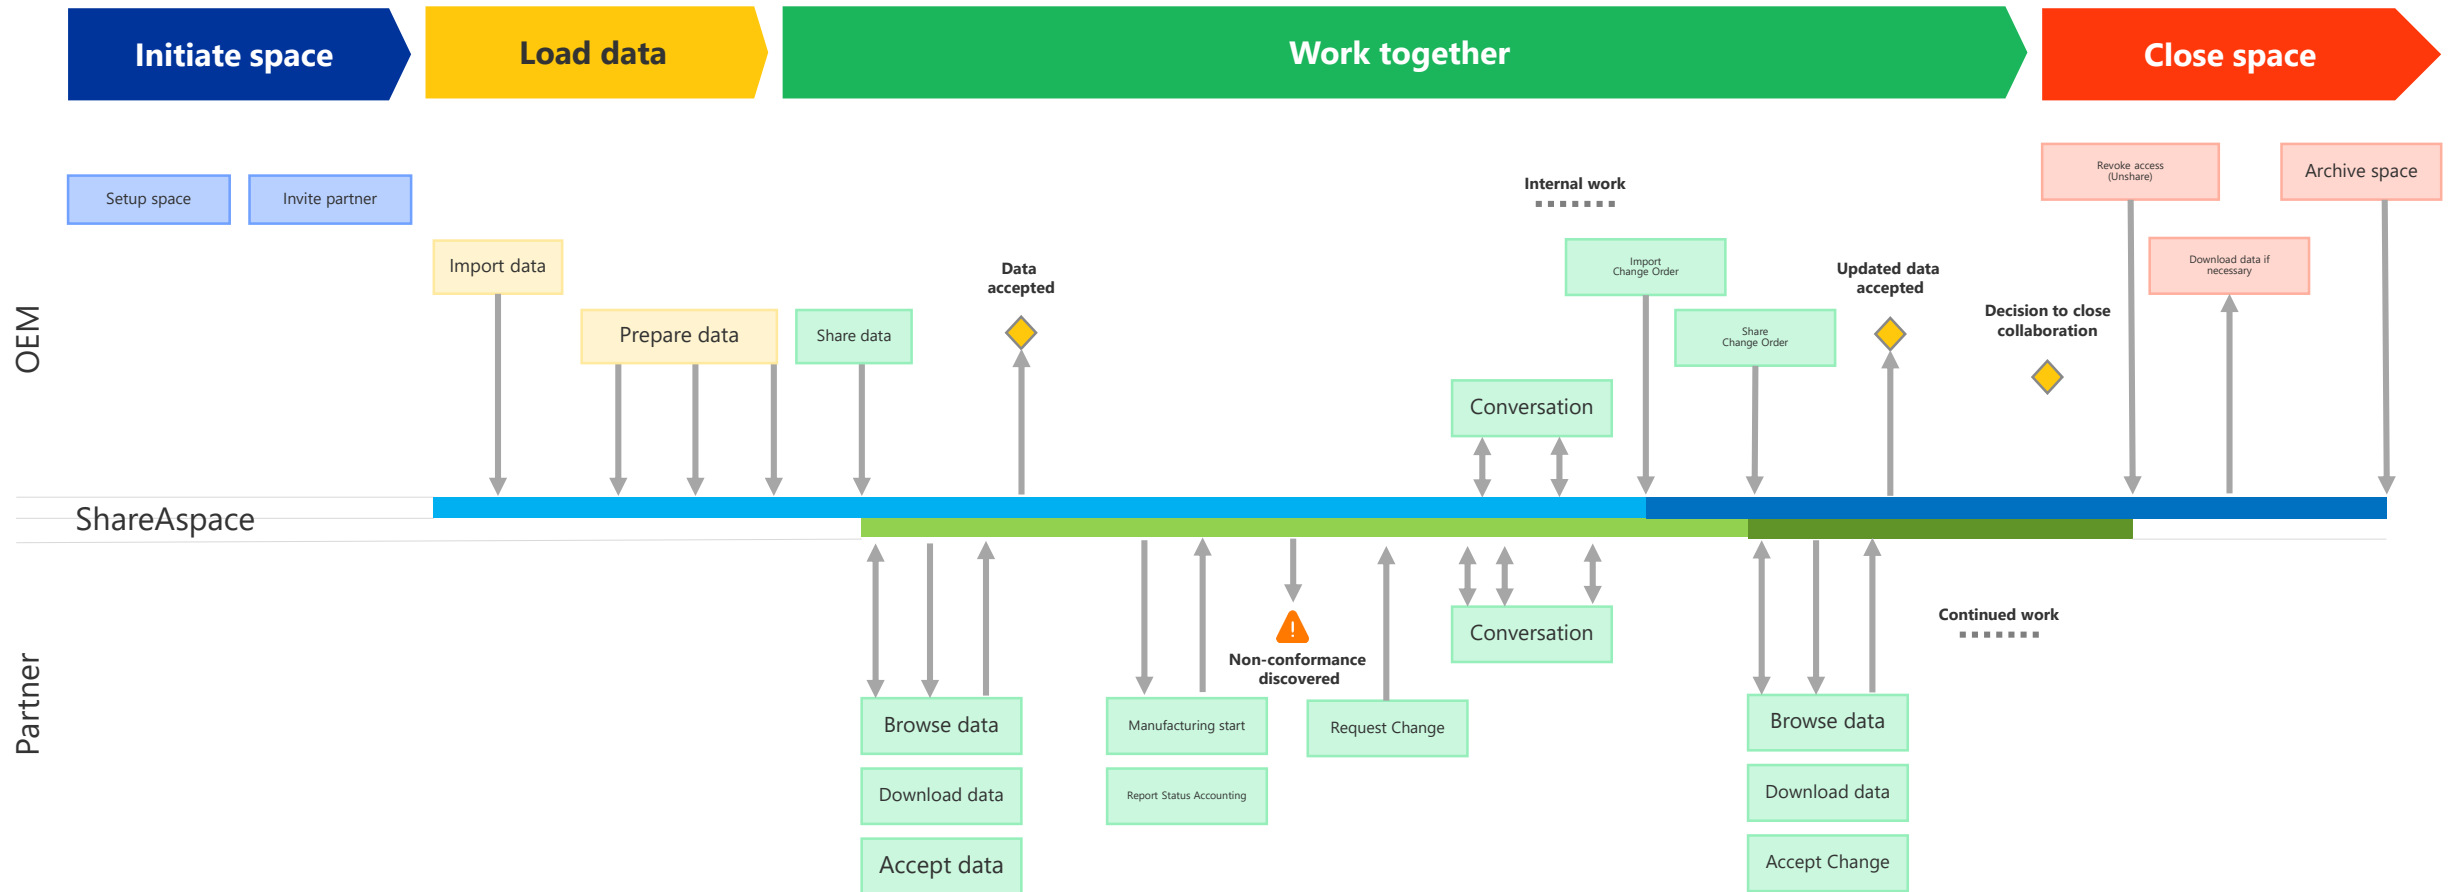 Initiate space
Load data
Work together
Close space
OEM
Setup space
Invite partner
Import data
Prepare data
Share data
Data
accepted
Internal work
Import
Change Order
Share
Change Order
Conversation
Updated data
accepted
Decision to close
collaboration
Revoke access
(Unshare)
Download data if
necessary
Archive space
ShareAspace
Partner
Browse data
Download data
Accept data
Manufacturing start
Report Status Accounting
Non-conformance
discovered
Request Change
Conversation
Browse data
Download data
Accept Change
Continued work